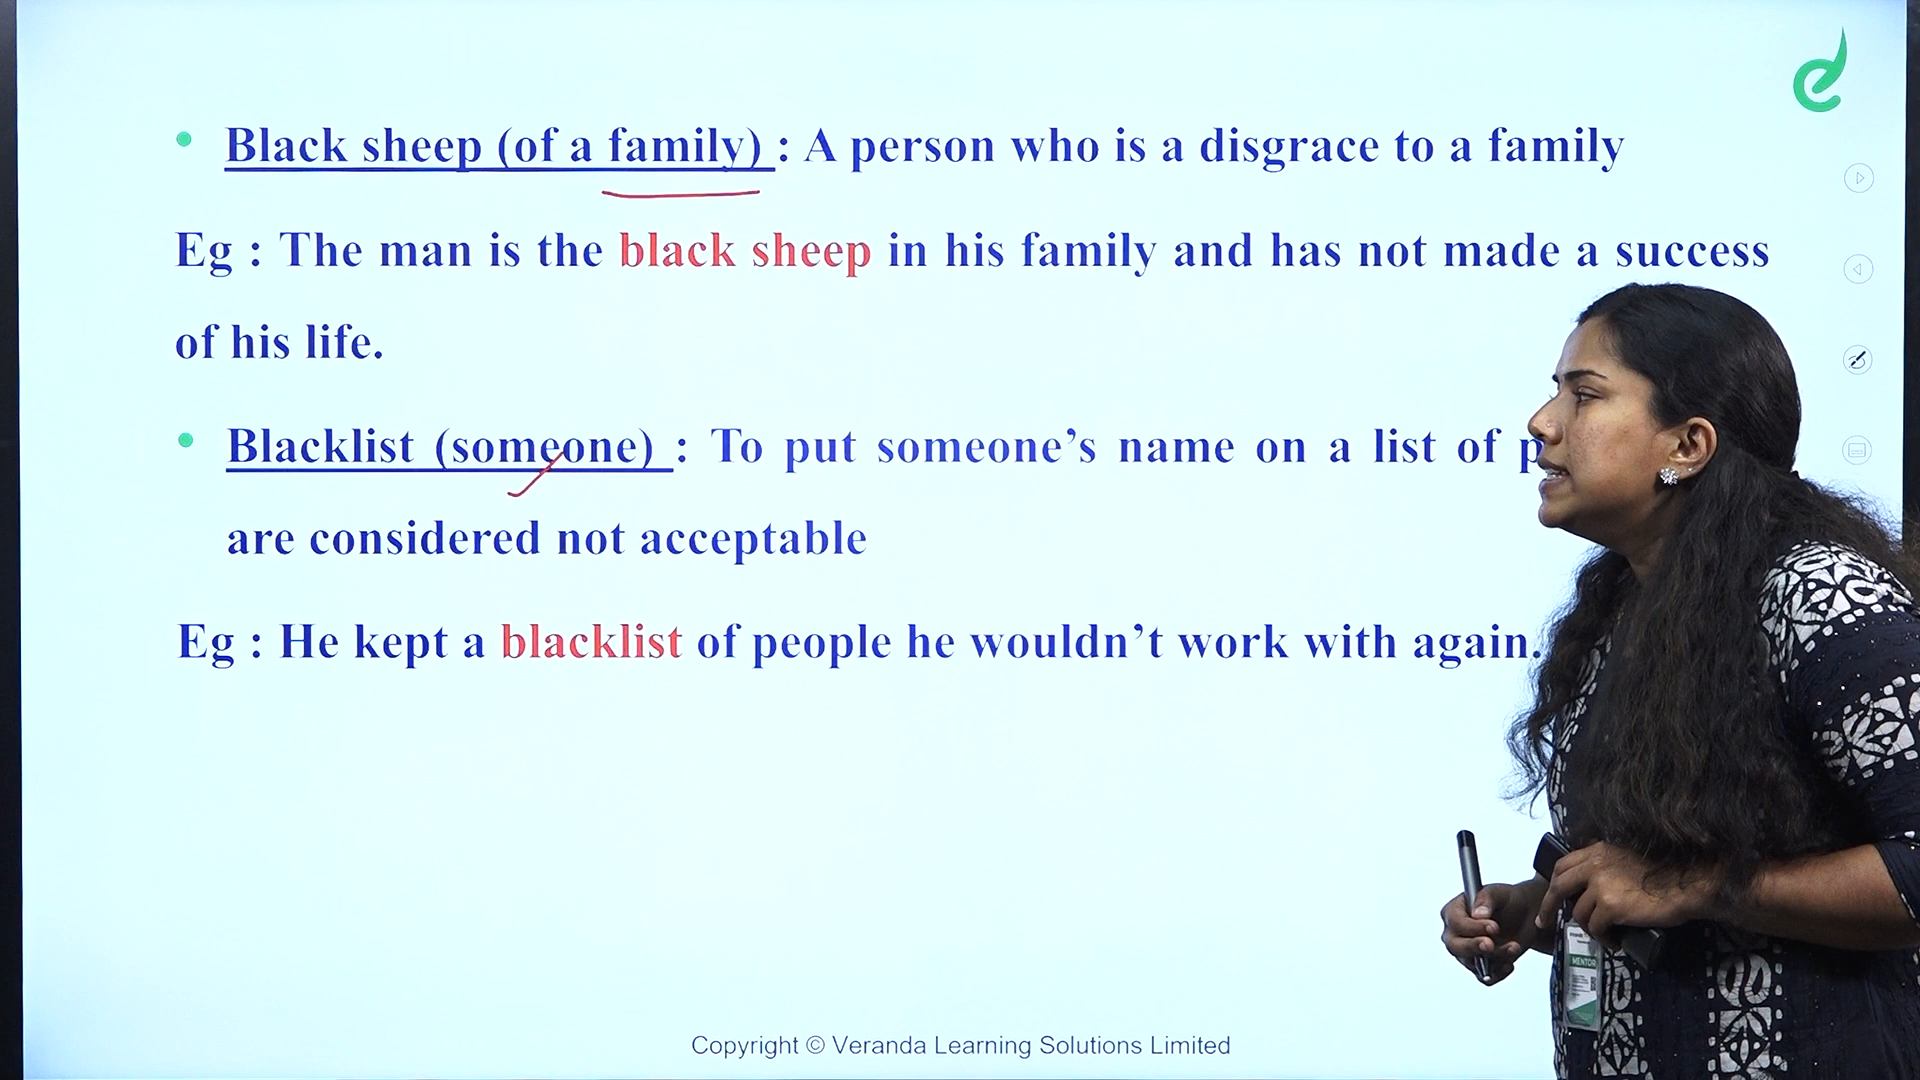 Black sheep (of a family) : A person who is a disgrace to a family
Eg : The man is the black sheep in his family and has not made a success
of his life.
Blacklist (someone) : To put someone's name on a list of p
are considered not acceptable
Eg : He kept a blacklist of people he wouldn't work with again.
MENTOR
Copyright © Veranda Learning Solutions Limited